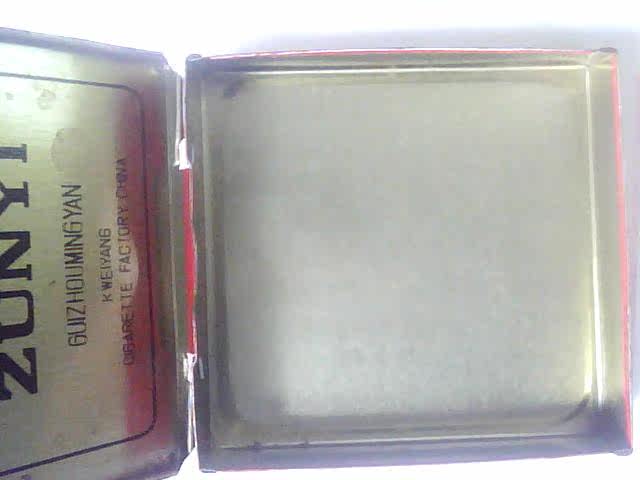 ZUNYI
GUIZHOUMINGYAN
KWEIYANG
CIGARETTE FACTORY CHINA